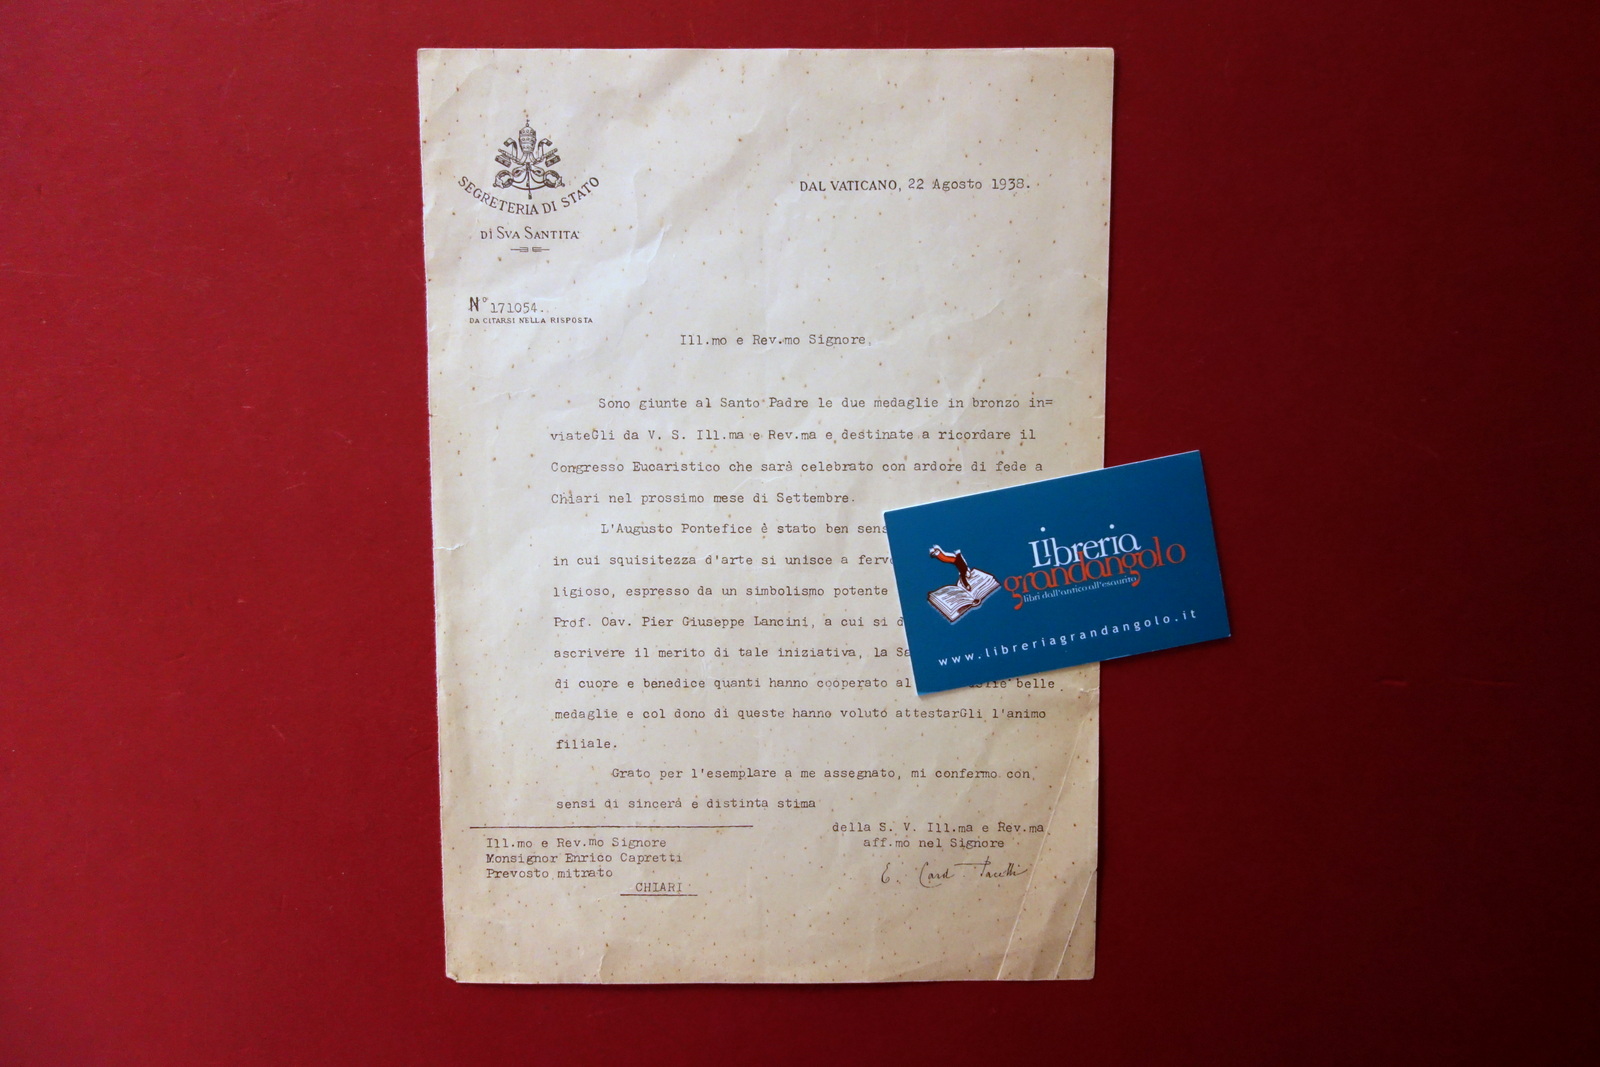 SEGRETERIA DI STATO
DI SVA SANTITA'
DAL VATICANO, 22 Agosto 1938.
N° 171054.
DA CITARSI NELLA RISPOSTA
Ill.mo e Rev.mo Signore,
Sono giunte al Santo Padre le due medaglie in bronzo in=
viateGli da V. S. Ill.ma e Rev.ma e destinate a ricordare il
Congresso Eucaristico che sarà celebrato con ardore di fede a
Chiari nel prossimo mese di Settembre.
L'Augusto Pontefice è stato ben
in cui squisitezza d'arte si unisce a
ligioso, espresso da un simbolismo potente
Prof. Cav. Pier Giuseppe Lancini, a cui si
ascrivere il merito di tale iniziativa, la
di cuore e benedice quanti hanno cooperato al belle
medaglie e col dono di queste hanno voluto attestarGli l'animo
filiale.
Grato per l'esemplare a me assegnato, mi confermo con
sensi di sincera e distinta stima
della S. V. Ill.ma e Rev.ma
aff.mo nel Signore
E. Card. Pacelli
Ill.mo e Rev.mo Signore
Monsignor Enrico Capretti
Prevosto mitrato
CHIARI
Libreria
grandangolo
libri dall'antico all'esaurito
www.libreriagrandangolo.it